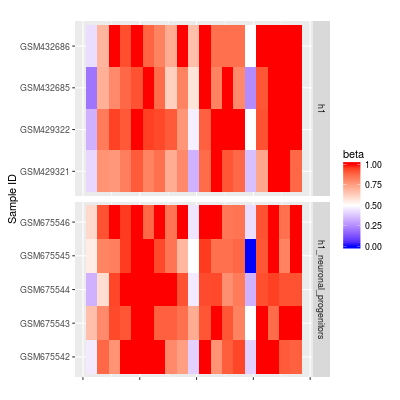 GSM432686
GSM432685
GSM429322
GSM429321
h1
GSM675546
GSM675545
GSM675544
GSM675543
GSM675542
h1_neuronal_progenitors
Sample ID
beta
1.00
0.75
0.50
0.25
0.00